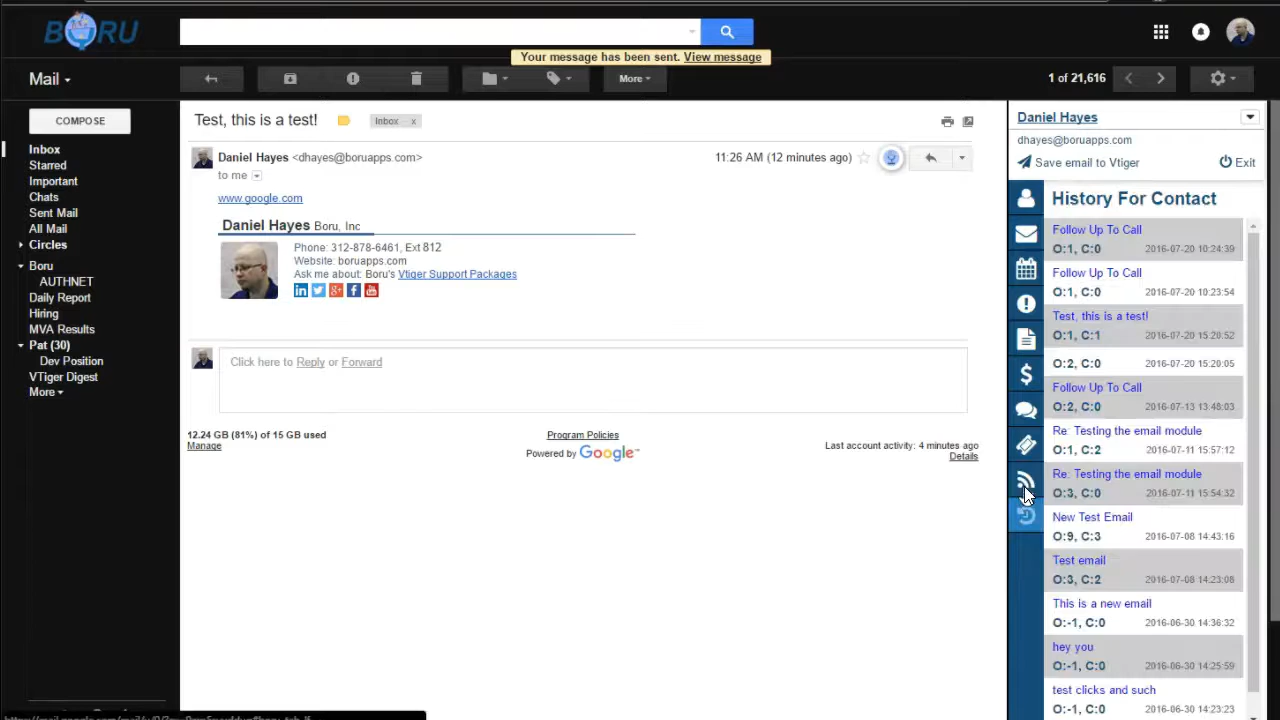 BORU
Your message has been sent. View message
Mail
More
1 of 21,616
COMPOSE
Inbox
Starred
Important
Chats
Sent Mail
All Mail
Circles
Boru
AUTHNET
Daily Report
Hiring
MVA Results
Pat (30)
Dev Position
VTiger Digest
More
Test, this is a test!
Inbox x
Daniel Hayes <dhayes@boruapps.com>
11:26 AM (12 minutes ago)
to me
www.google.com
Daniel Hayes Boru, Inc
Phone: 312-878-6461, Ext 812
Website: boruapps.com
Ask me about: Boru's Vtiger Support Packages
Click here to Reply or Forward
12.24 GB (81%) of 15 GB used
Manage
Program Policies
Powered by Google™
Last account activity: 4 minutes ago
Details
Daniel Hayes
dhayes@boruapps.com
Save email to Vtiger
Exit
History For Contact
Follow Up To Call
O:1, C:0 2016-07-20 10:24:39
Follow Up To Call
O:1, C:0 2016-07-20 10:23:54
Test, this is a test!
O:1, C:1 2016-07-15 15:20:52
O:2, C:0 2016-07-15 15:20:05
Follow Up To Call
O:2, C:0 2016-07-13 13:48:03
Re: Testing the email module
O:1, C:2 2016-07-11 15:57:12
Re: Testing the email module
O:3, C:0 2016-07-11 15:54:32
New Test Email
O:9, C:3 2016-07-08 14:43:16
Test email
O:3, C:2 2016-07-08 14:23:08
This is a new email
O:-1, C:0 2016-06-30 14:36:32
hey you
O:-1, C:0 2016-06-30 14:25:59
test clicks and such
O:-1, C:0 2016-06-30 14:23:23